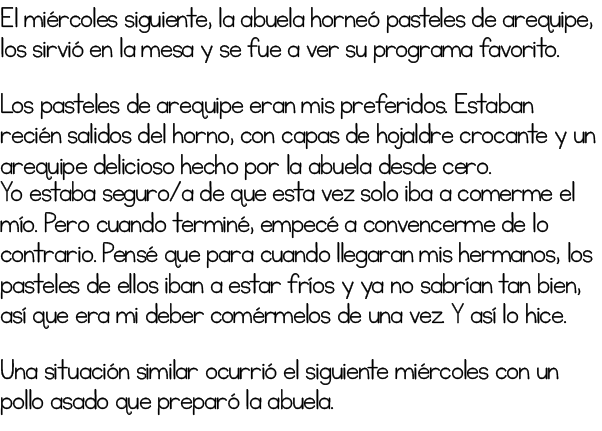 El miércoles siguiente, la abuela horneó pasteles de arequipe,
los sirvió en la mesa y se fue a ver su programa favorito.
Los pasteles de arequipe eran mis preferidos. Estaban
recién salidos del horno, con capas de hojaldre crocante y un
arequipe delicioso hecho por la abuela desde cero.
Yo estaba seguro/a de que esta vez solo iba a comerme el
mío. Pero cuando terminé, empecé a convencerme de lo
contrario. Pensé que para cuando llegaran mis hermanos, los
pasteles de ellos iban a estar fríos y ya no sabrían tan bien,
así que era mi deber comérmelos de una vez. Y así lo hice.
Una situación similar ocurrió el siguiente miércoles con un
pollo asado que preparó la abuela.